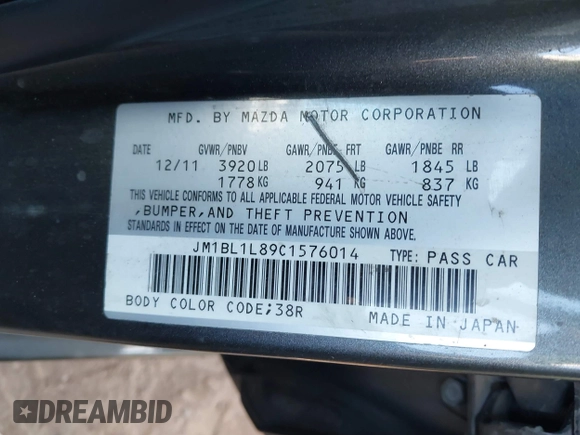 MFD. BY MAZDA MOTOR CORPORATION
DATE GVWR/PNBV GAWR/PNBE FRT GAWR/PNBE RR
12/11 3920 LB 2075 LB 1845 LB
1778 KG 941 KG 837 KG
THIS VEHICLE CONFORMS TO ALL APPLICABLE FEDERAL MOTOR VEHICLE SAFETY
,BUMPER,AND THEFT PREVENTION
STANDARDS IN EFFECT ON THE DATE OF MANUFACTURE SHOWN ABOVE.
JM1BL1L89C1576014 TYPE: PASS CAR
BODY COLOR CODE;38R MADE IN JAPAN
DREAMBID